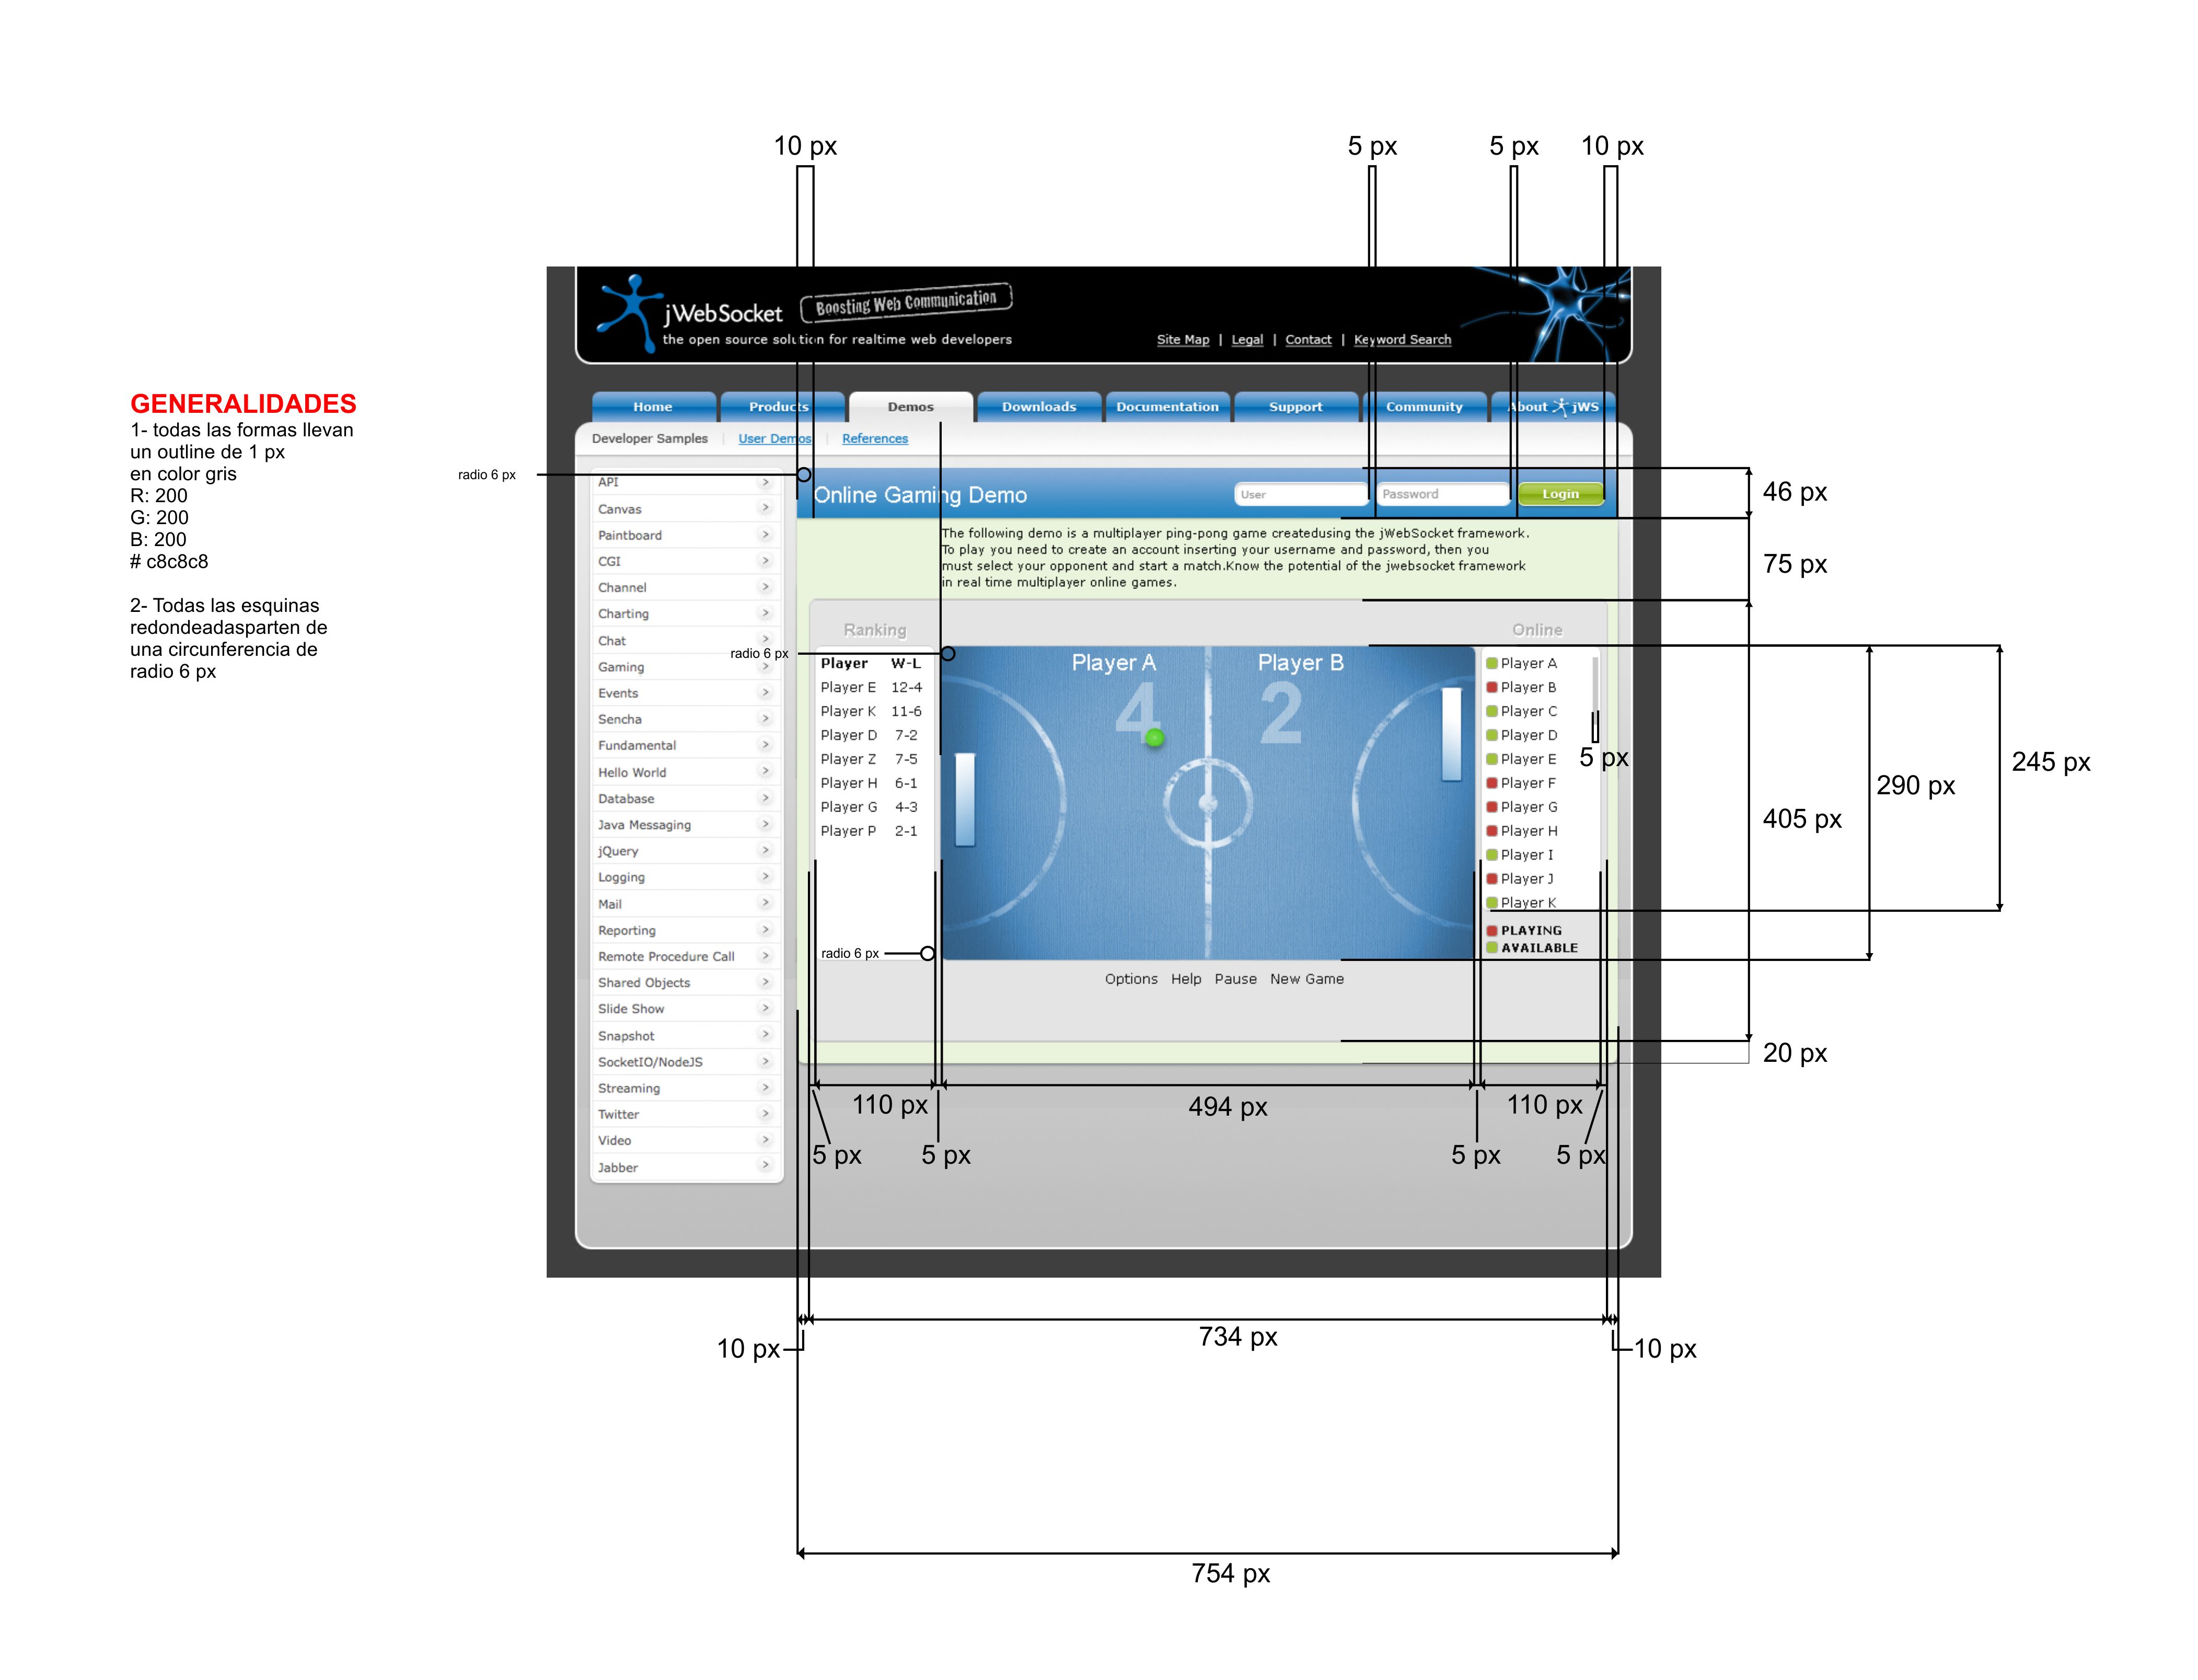 10 px
5 px
5 px
10 px
jWebSocket
Boosting Web Communication
the open source solution for realtime web developers
Site Map | Legal | Contact | Keyword Search
Home
Products
Demos
Downloads
Documentation
Support
Community
About jWS
Developer Samples
User Demos
References
GENERALIDADES
1- todas las formas llevan
un outline de 1 px
en color gris
R: 200
G: 200
B: 200
# c8c8c8
2- Todas las esquinas
redondeadasparten de
una circunferencia de
radio 6 px
radio 6 px
API
Canvas
Paintboard
CGI
Channel
Charting
Chat
Gaming
Events
Sencha
Fundamental
Hello World
Database
Java Messaging
jQuery
Logging
Mail
Reporting
Remote Procedure Call
Shared Objects
Slide Show
Snapshot
SocketIO/NodeJS
Streaming
Twitter
Video
Jabber
Online Gaming Demo
User
Password
Login
The following demo is a multiplayer ping-pong game createdusing the jWebSocket framework.
To play you need to create an account inserting your username and password, then you
must select your opponent and start a match.Know the potential of the jwebsocket framework
in real time multiplayer online games.
Ranking
radio 6 px
Player W-L
Player E 12-4
Player K 11-6
Player D 7-2
Player Z 7-5
Player H 6-1
Player G 4-3
Player P 2-1
radio 6 px
Player A
Player B
4
2
Online
Player A
Player B
Player C
Player D
Player E
Player F
Player G
Player H
Player I
Player J
Player K
PLAYING
AVAILABLE
5 px
Options Help Pause New Game
46 px
75 px
405 px
290 px
245 px
20 px
110 px
494 px
110 px
5 px
5 px
5 px
5 px
10 px
734 px
10 px
754 px